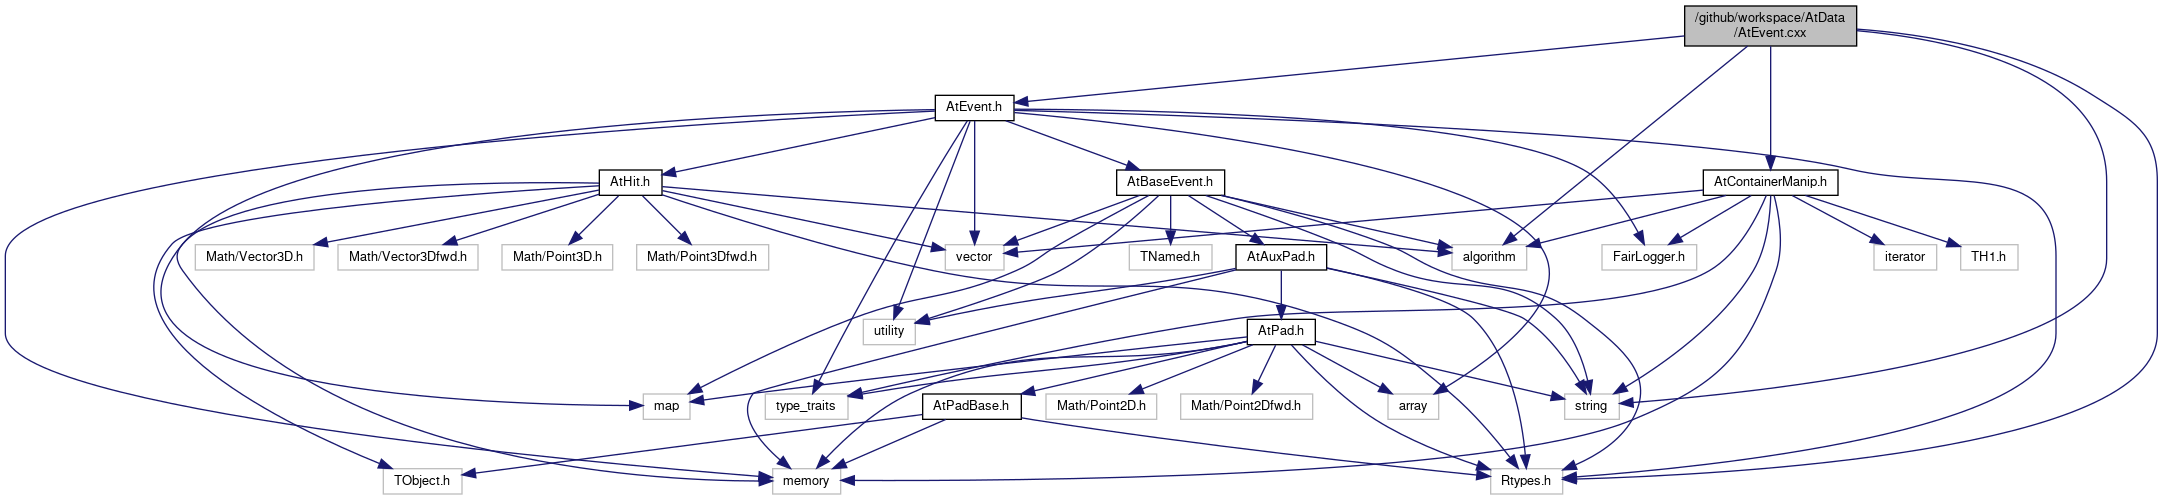 /github/workspace/AtData
/AtEvent.cxx
AtEvent.h
AtHit.h
AtBaseEvent.h
AtContainerManip.h
Math/Vector3D.h
Math/Vector3Dfwd.h
Math/Point3D.h
Math/Point3Dfwd.h
vector
TNamed.h
AtAuxPad.h
algorithm
FairLogger.h
iterator
TH1.h
utility
AtPad.h
map
type_traits
AtPadBase.h
Math/Point2D.h
Math/Point2Dfwd.h
array
string
TObject.h
memory
Rtypes.h